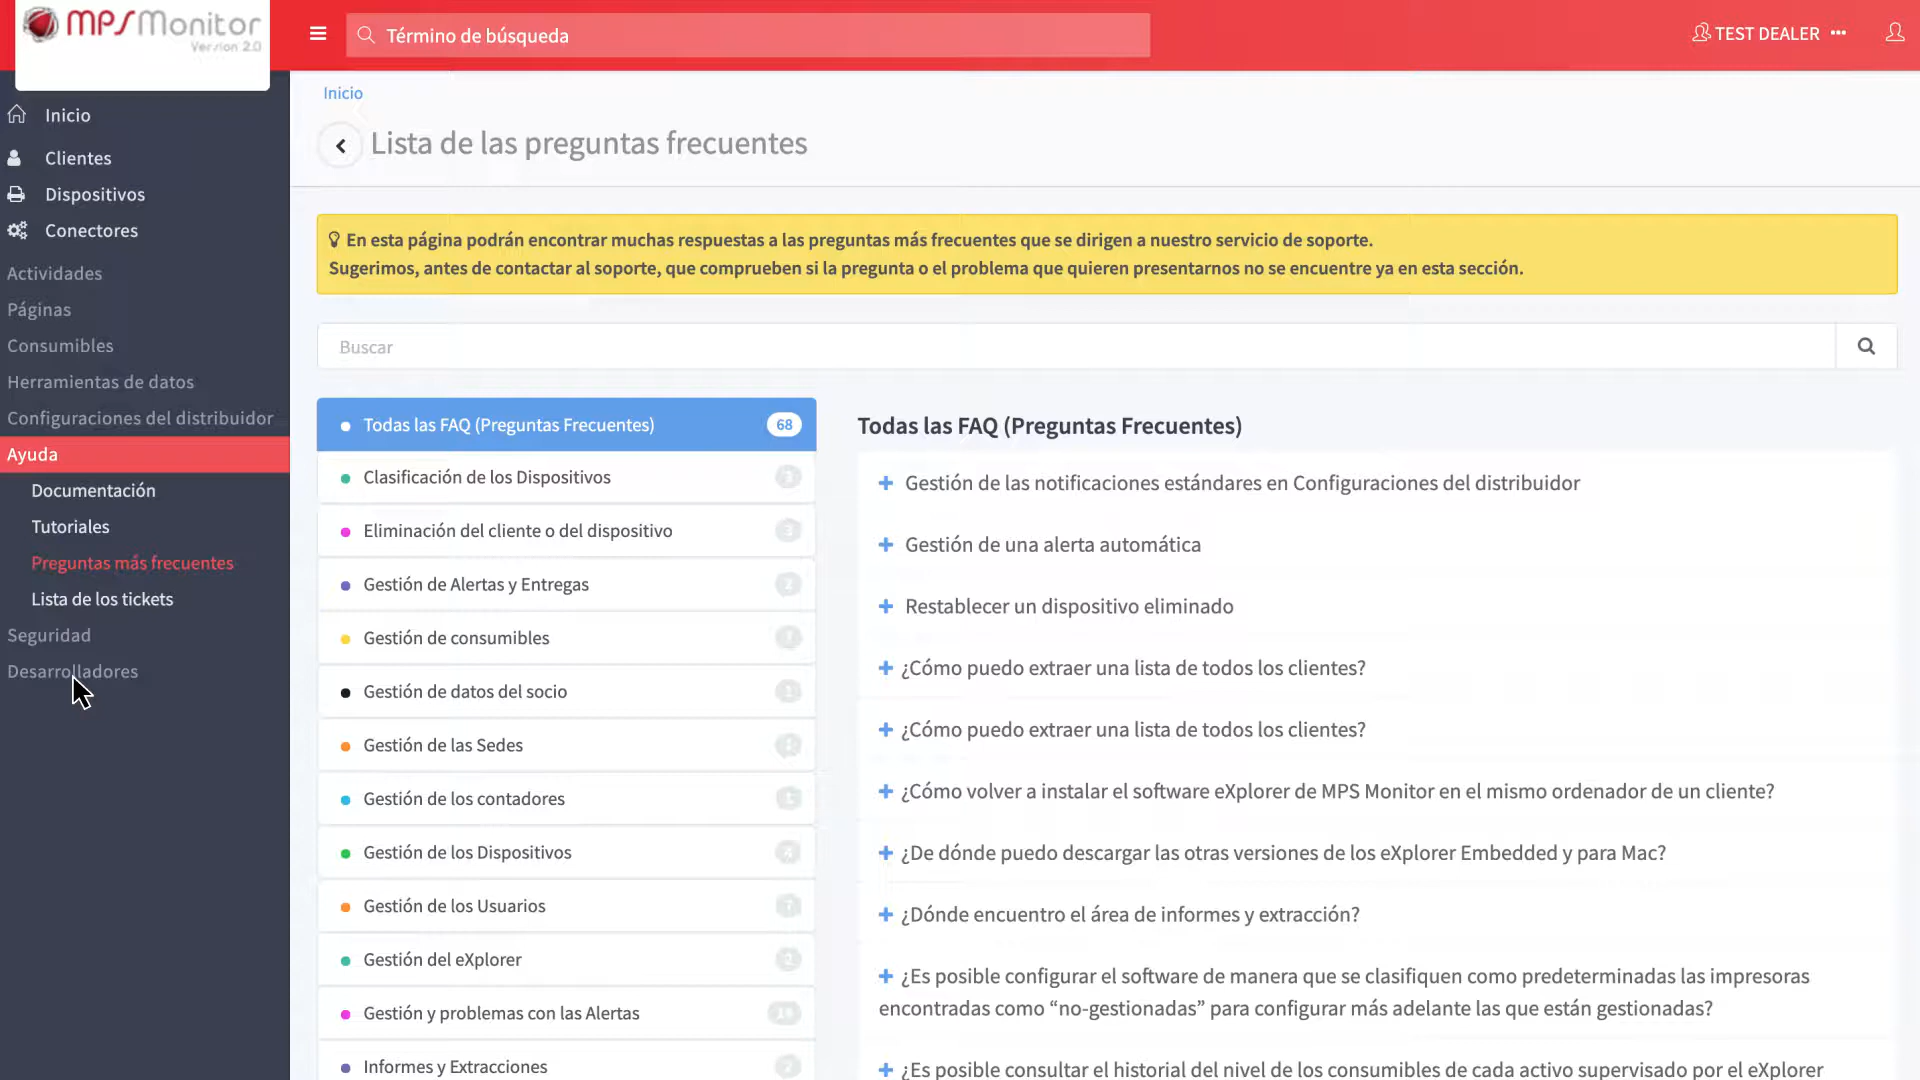 MPS Monitor
Version 2.0
Término de búsqueda
TEST DEALER
Inicio
Clientes
Dispositivos
Conectores
Actividades
Páginas
Consumibles
Herramientas de datos
Configuraciones del distribuidor
Ayuda
Documentación
Tutoriales
Preguntas más frecuentes
Lista de los tickets
Seguridad
Desarrolladores
Inicio
Lista de las preguntas frecuentes
En esta página podrán encontrar muchas respuestas a las preguntas más frecuentes que se dirigen a nuestro servicio de soporte.
Sugerimos, antes de contactar al soporte, que comprueben si la pregunta o el problema que quieren presentarnos no se encuentre ya en esta sección.
Buscar
Todas las FAQ (Preguntas Frecuentes) 68
Clasificación de los Dispositivos
Eliminación del cliente o del dispositivo
Gestión de Alertas y Entregas
Gestión de consumibles
Gestión de datos del socio
Gestión de las Sedes
Gestión de los contadores
Gestión de los Dispositivos
Gestión de los Usuarios
Gestión del eXplorer
Gestión y problemas con las Alertas
Informes y Extracciones
Todas las FAQ (Preguntas Frecuentes)
Gestión de las notificaciones estándares en Configuraciones del distribuidor
Gestión de una alerta automática
Restablecer un dispositivo eliminado
¿Cómo puedo extraer una lista de todos los clientes?
¿Cómo puedo extraer una lista de todos los clientes?
¿Cómo volver a instalar el software eXplorer de MPS Monitor en el mismo ordenador de un cliente?
¿De dónde puedo descargar las otras versiones de los eXplorer Embedded y para Mac?
¿Dónde encuentro el área de informes y extracción?
¿Es posible configurar el software de manera que se clasifiquen como predeterminadas las impresoras
encontradas como “no-gestionadas” para configurar más adelante las que están gestionadas?
¿Es posible consultar el historial del nivel de los consumibles de cada activo supervisado por el eXplorer